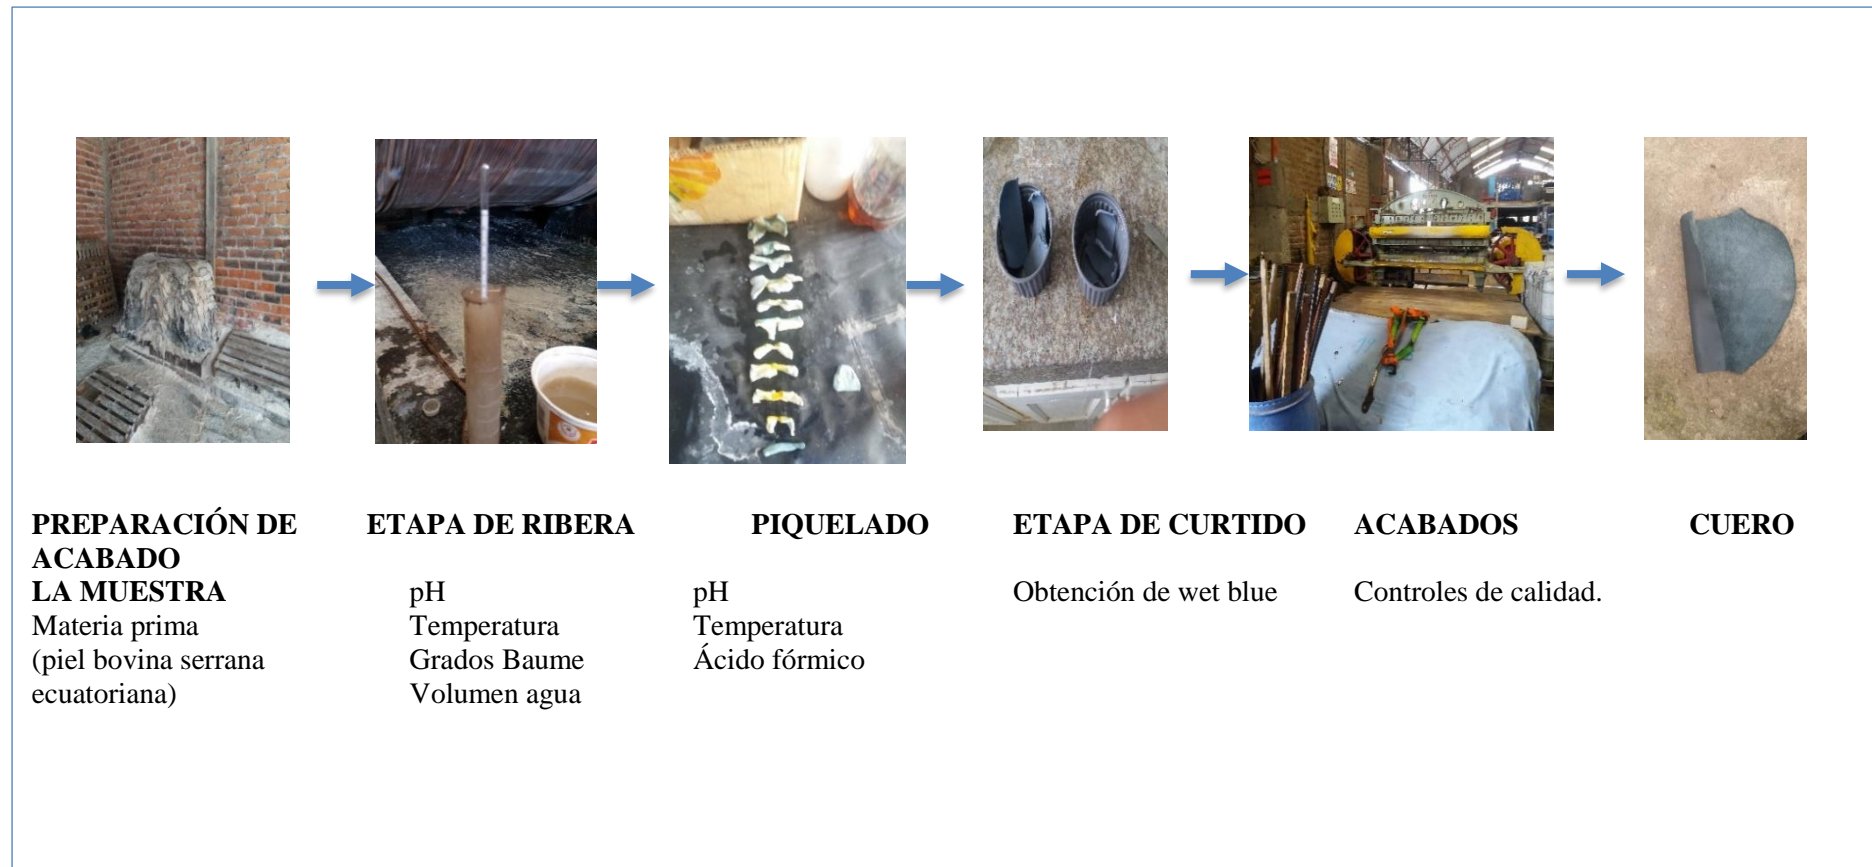 PREPARACIÓN DE ETAPA DE RIBERA PIQUELADO ETAPA DE CURTIDO ACABADOS CUERO
ACABADO
LA MUESTRA pH pH Obtención de wet blue Controles de calidad.
Materia prima Temperatura Temperatura
(piel bovina serrana Grados Baume Ácido fórmico
ecuatoriana) Volumen agua